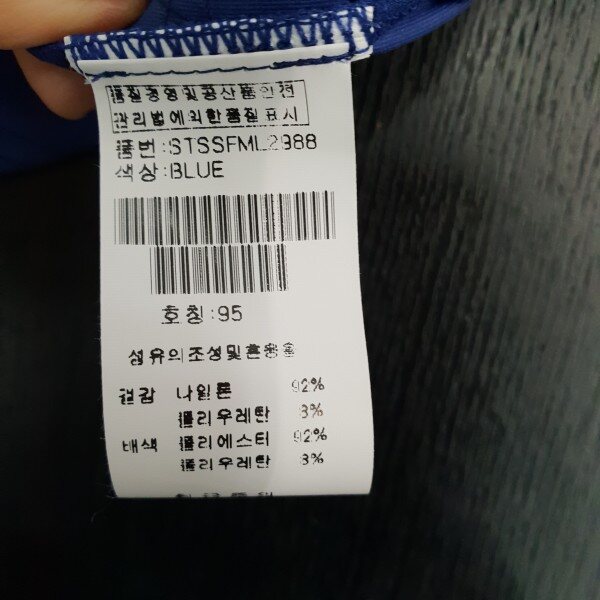 품질경영및공산품안전
관리법에의한품질표시
품번:STSSFML2988
색상:BLUE
호칭:95
섬유의조성및혼용율
겉감 나일론 92%
폴리우레탄 8%
배색 폴리에스터 92%
폴리우레탄 8%